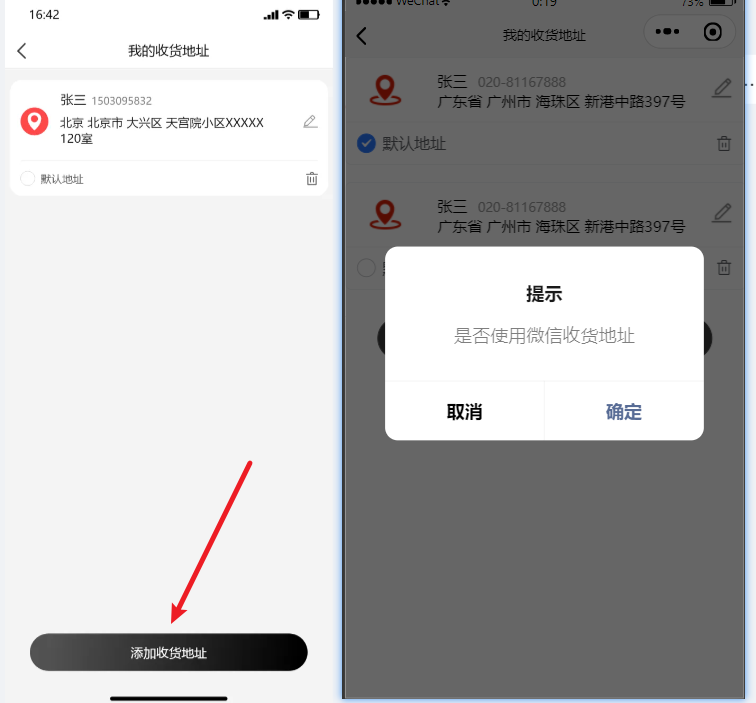 16:42
我的收货地址
张三 1503095832
北京 北京市 大兴区 天宫院小区XXXXX
120室
默认地址
添加收货地址
WeChat 0:19 73%
我的收货地址
张三 020-81167888
广东省 广州市 海珠区 新港中路397号
默认地址
张三 020-81167888
广东省 广州市 海珠区 新港中路397号
提示
是否使用微信收货地址
取消 确定